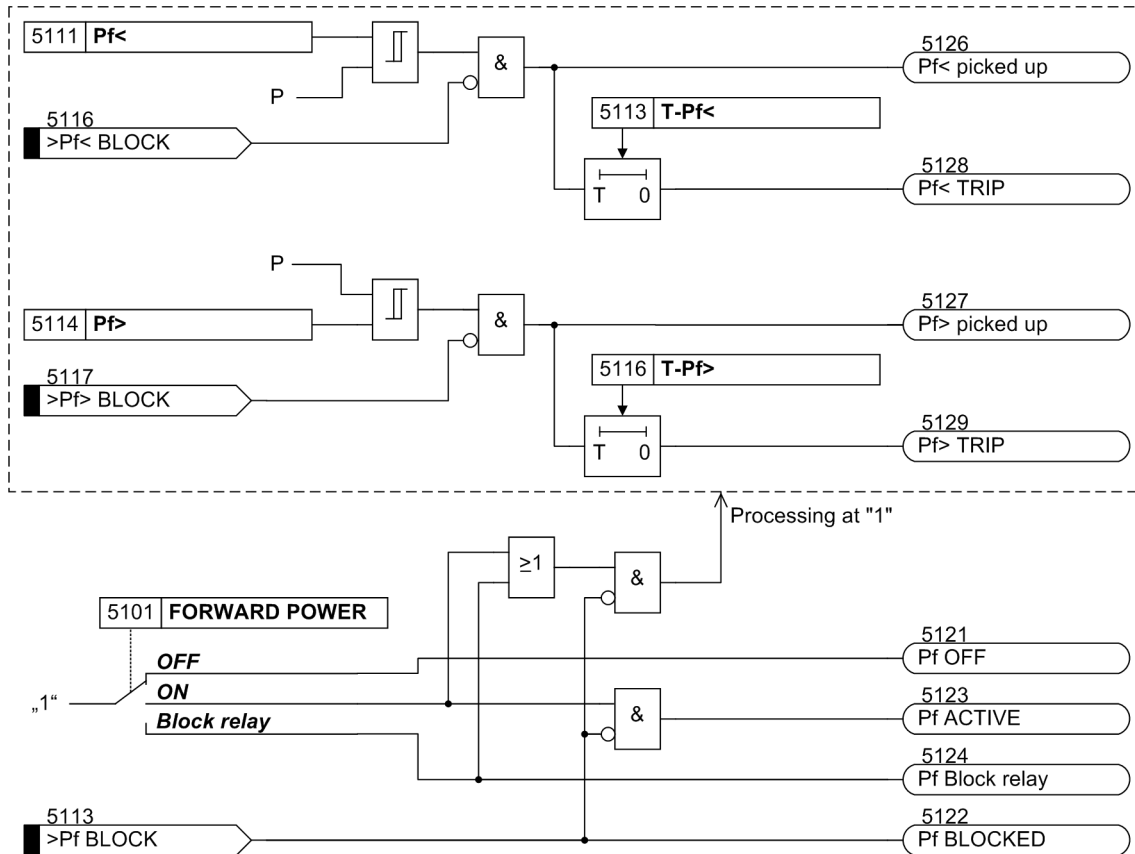 5111 Pf<
P
&
5126
Pf< picked up
5116
>Pf< BLOCK
5113 T-Pf<
T 0
5128
Pf< TRIP
P
5114 Pf>
&
5127
Pf> picked up
5117
>Pf> BLOCK
5116 T-Pf>
T 0
5129
Pf> TRIP
Processing at "1"
≥1
&
5101 FORWARD POWER
OFF
5121
Pf OFF
„1“
ON
&
5123
Pf ACTIVE
Block relay
5124
Pf Block relay
5113
>Pf BLOCK
5122
Pf BLOCKED